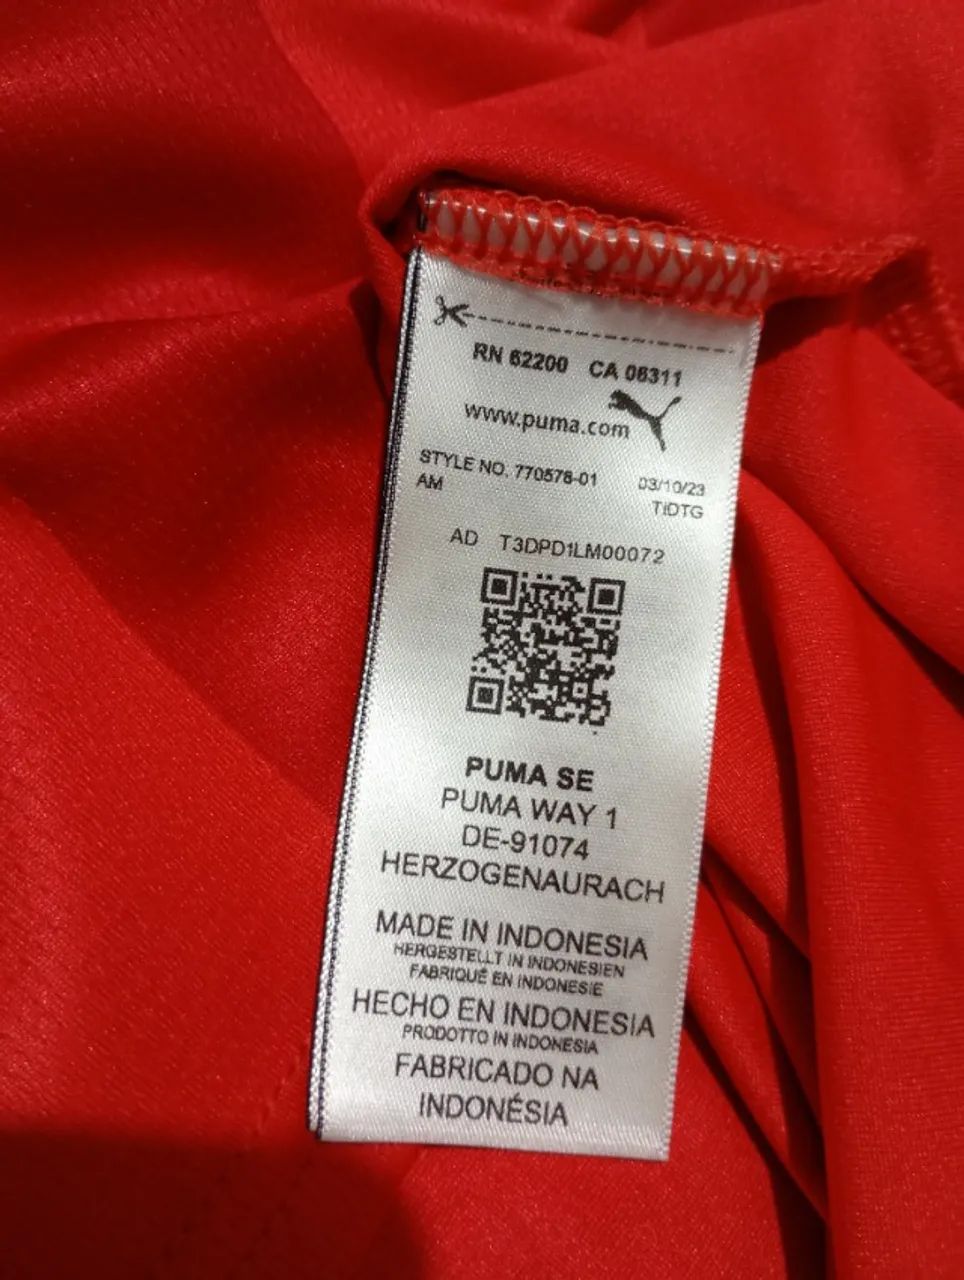 RN 62200 CA 06311
www.puma.com
STYLE NO. 770578-01 03/10/23
AM TIDTG
AD T3DPD1LM00072
PUMA SE
PUMA WAY 1
DE-91074
HERZOGENAURACH
MADE IN INDONESIA
HERGESTELLT IN INDONESIEN
FABRIQUÉ EN INDONESIE
HECHO EN INDONESIA
PRODOTTO IN INDONESIA
FABRICADO NA
INDONÉSIA